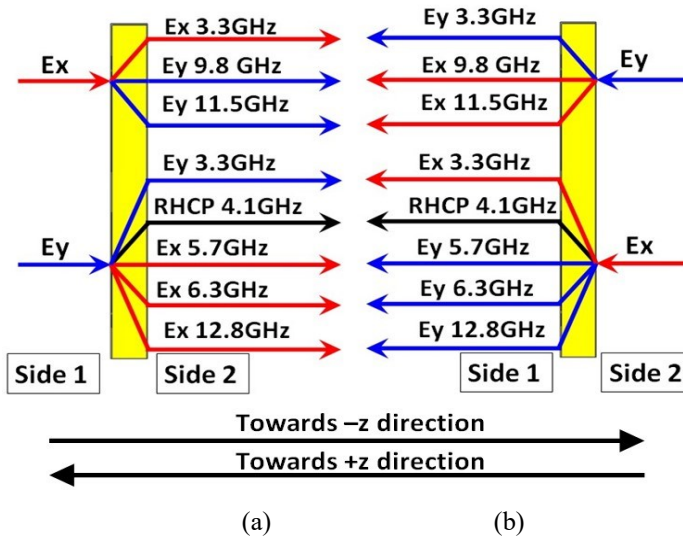 Ex 3.3GHz
Ex
Ey 9.8 GHz
Ey 11.5GHz
Ey 3.3GHz
RHCP 4.1GHz
Ey
Ex 5.7GHz
Ex 6.3GHz
Ex 12.8GHz
Side 1
Side 2
Ey 3.3GHz
Ey
Ex 9.8 GHz
Ex 11.5GHz
Ex 3.3GHz
RHCP 4.1GHz
Ex
Ey 5.7GHz
Ey 6.3GHz
Ey 12.8GHz
Side 1
Side 2
Towards –z direction
Towards +z direction
(a)
(b)